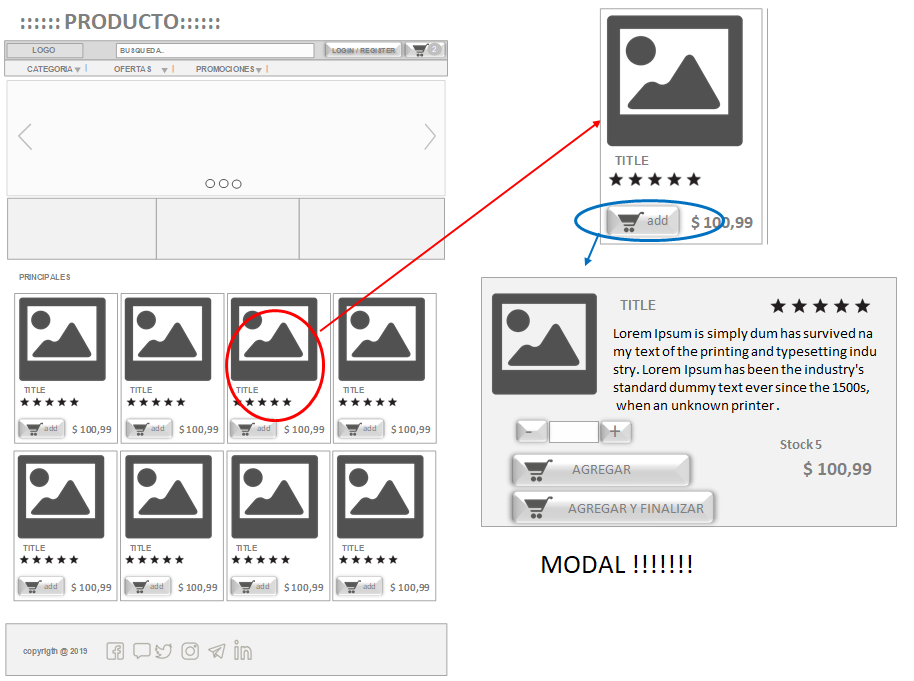 :::::: PRODUCTO::::::
LOGO
BUSQUEDA..
LOGIN / REGISTER
2
CATEGORIA
OFERTAS
PROMOCIONES
PRINCIPALES
TITLE
add
$ 100,99
TITLE
add
$ 100,99
TITLE
add
$ 100,99
TITLE
add
$ 100,99
TITLE
add
$ 100,99
TITLE
add
$ 100,99
TITLE
add
$ 100,99
TITLE
add
$ 100,99
copyrigth @ 2019
TITLE
add
$ 100,99
TITLE
Lorem Ipsum is simply dum has survived na
my text of the printing and typesetting indu
stry. Lorem Ipsum has been the industry's
standard dummy text ever since the 1500s,
when an unknown printer .
-
+
Stock 5
AGREGAR
$ 100,99
AGREGAR Y FINALIZAR
MODAL !!!!!!!